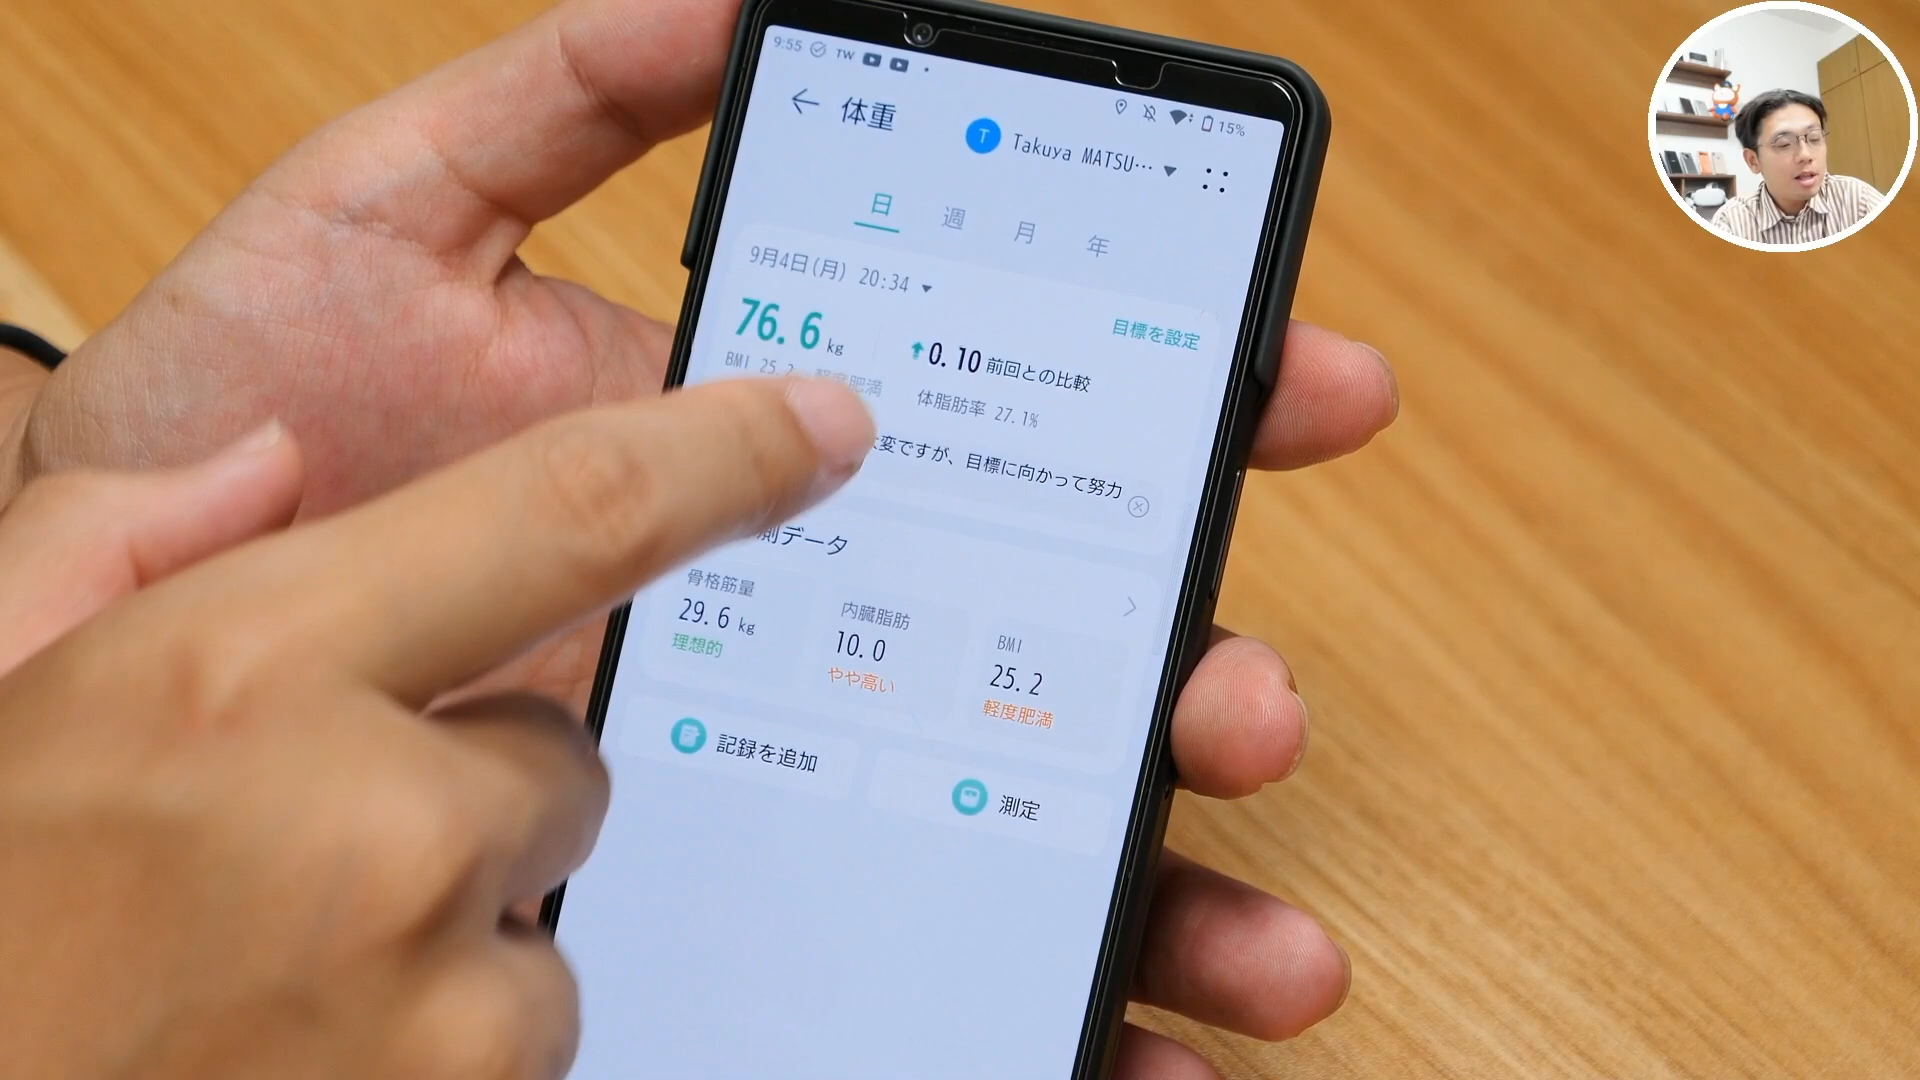 9:55 TW 15%
体重
T Takuya MATSU…
日 週 月 年
9月4日(月) 20:34
目標を設定
76.6 kg
0.10 前回との比較
BMI 25.2 軽度肥満
体脂肪率 27.1%
変ですが、目標に向かって努力
測データ
骨格筋量
29.6 kg
理想的
内臓脂肪
10.0
やや高い
BMI
25.2
軽度肥満
記録を追加
測定